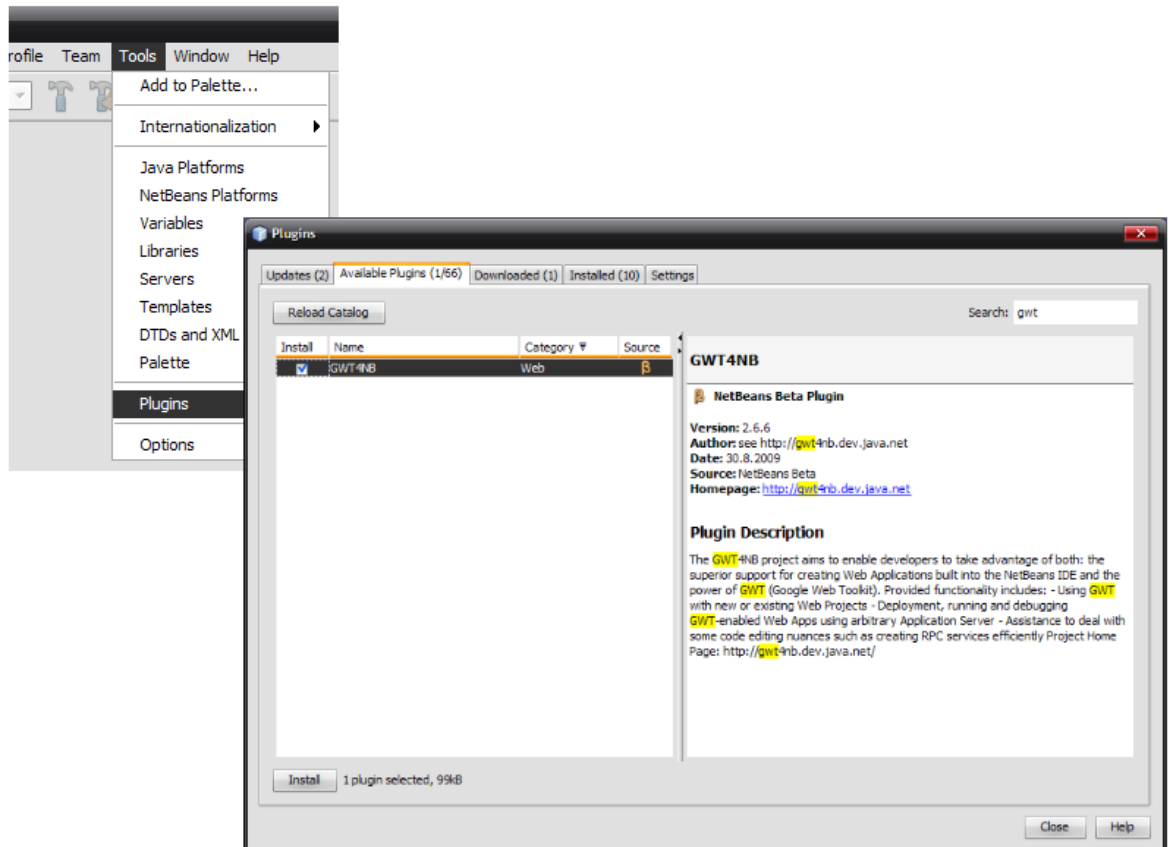 rofile Team Tools Window Help
Add to Palette...
Internationalization
Java Platforms
NetBeans Platforms
Variables
Libraries
Servers
Templates
DTDs and XML
Palette
Plugins
Options
Plugins
Updates (2) Available Plugins (1/66) Downloaded (1) Installed (10) Settings
Reload Catalog
Search: gwt
Install Name Category Source
GWT4NB Web β
GWT4NB
β NetBeans Beta Plugin
Version: 2.6.6
Author: see http://gwt4nb.dev.java.net
Date: 30.8.2009
Source: NetBeans Beta
Homepage: http://gwt4nb.dev.java.net
Plugin Description
The GWT4NB project aims to enable developers to take advantage of both: the
superior support for creating Web Applications built into the NetBeans IDE and the
power of GWT (Google Web Toolkit). Provided functionality includes: - Using GWT
with new or existing Web Projects - Deployment, running and debugging
GWT-enabled Web Apps using arbitrary Application Server - Assistance to deal with
some code editing nuances such as creating RPC services efficiently Project Home
Page: http://gwt4nb.dev.java.net/
Install 1 plugin selected, 99kB
Close Help